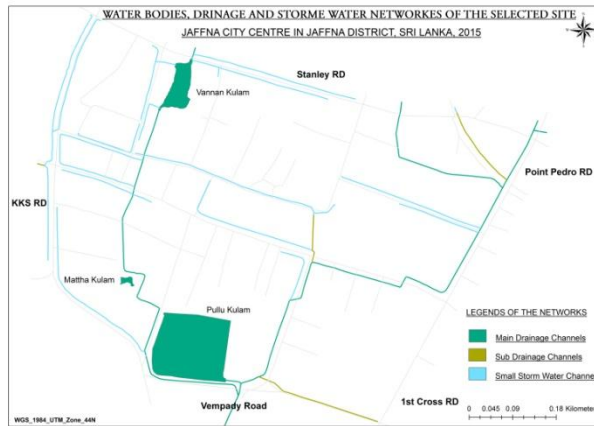 WATER BODIES, DRINAGE AND STORME WATER NETWORKES OF THE SELECTED SITE
JAFFNA CITY CENTRE IN JAFFNA DISTRICT, SRI LANKA, 2015
Stanley RD
Vannan Kulam
Point Pedro RD
KKS RD
Mattha Kulam
Pullu Kulam
LEGENDS OF THE NETWORKS
Main Drainage Channels
Sub Drainage Channels
Small Storm Water Channe
1st Cross RD
Vempady Road
0 0.045 0.09 0.18 Kilometer
WGS_1984_UTM_Zone_44N